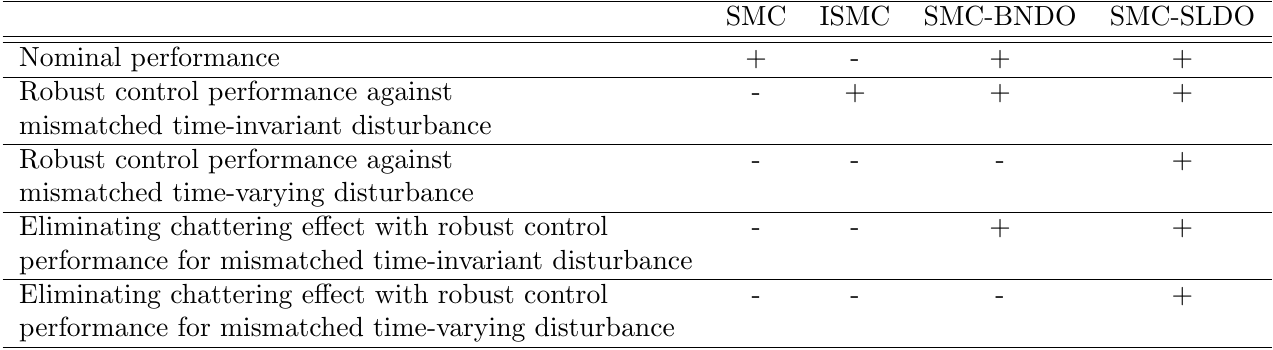 SMC ISMC SMC-BNDO SMC-SLDO
Nominal performance + - + +
Robust control performance against - + + +
mismatched time-invariant disturbance
Robust control performance against - - - +
mismatched time-varying disturbance
Eliminating chattering effect with robust control - - + +
performance for mismatched time-invariant disturbance
Eliminating chattering effect with robust control - - - +
performance for mismatched time-varying disturbance